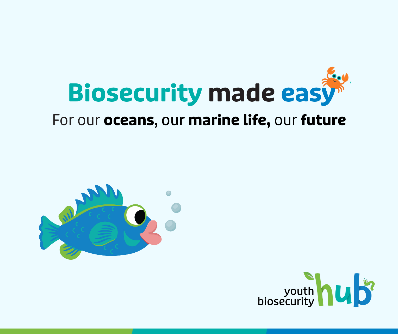 Biosecurity made easy
For our oceans, our marine life, our future
youth
biosecurity hub